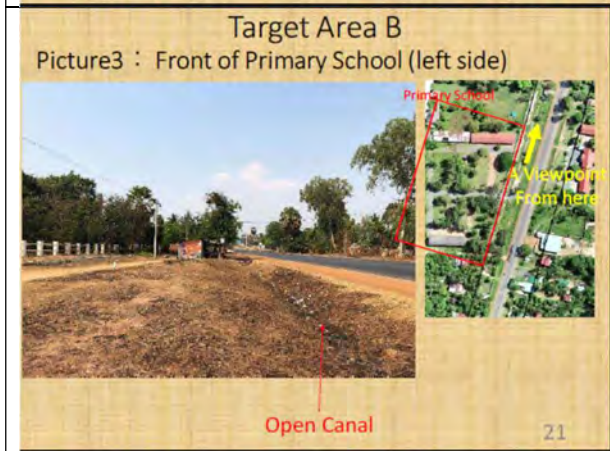 Target Area B
Picture3： Front of Primary School (left side)
Primary School
A Viewpoint
From here
Open Canal
21